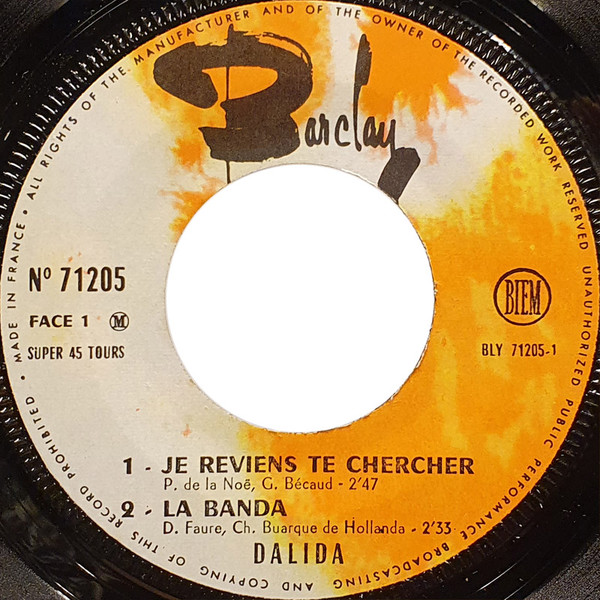 ALL RIGHTS OF THE MANUFACTURER AND OF THE OWNER OF THE RECORDED WORK RESERVED
UNAUTHORIZED PUBLIC PERFORMANCE BROADCASTING AND COPYING OF THIS RECORD PROHIBITED • MADE IN FRANCE •
Barclay
Nº 71205
BIEM
FACE 1 M
SUPER 45 TOURS
BLY 71205-1
1 - JE REVIENS TE CHERCHER
P. de la Noë, G. Bécaud - 2'47
2 - LA BANDA
D. Faure, Ch. Buarque de Hollanda - 2'33
DALIDA